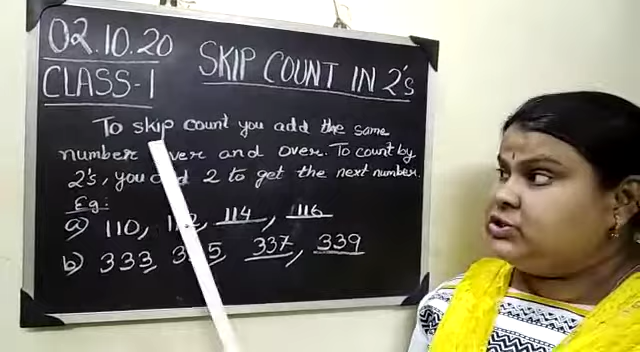 02.10.20
CLASS-1
SKIP COUNT IN 2's
To skip count you add the same
number over and over. To count by
2's, you add 2 to get the next number.
Eg:
a) 110, 112, 114, 116
b) 333 335, 337, 339